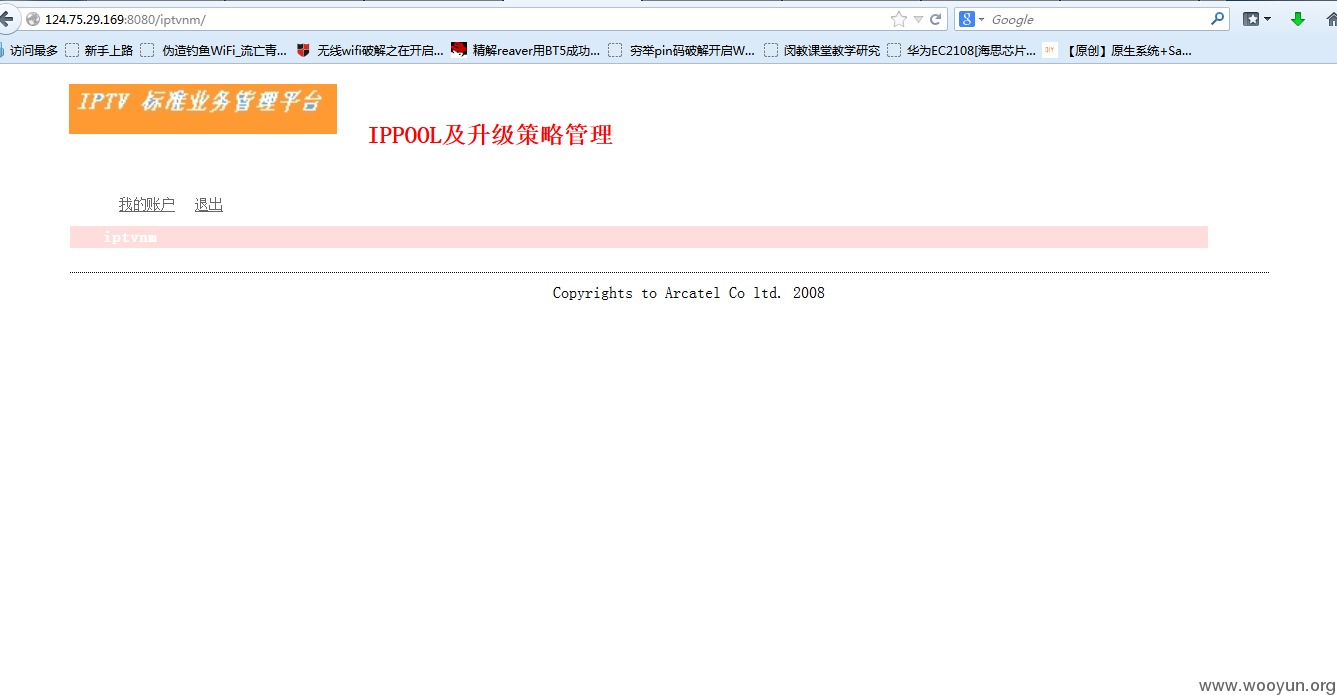 124.75.29.169:8080/iptvnm/
Google
访问最多 新手上路 伪造钓鱼WiFi_流亡青... 无线wifi破解之在开启... 精解reaver用BT5成功... 穷举pin码破解开启W... 闵教课堂教学研究 华为EC2108[海思芯片... DIY 【原创】原生系统+Sa...
IPTV 标准业务管理平台
IPPOOL及升级策略管理
我的账户 退出
iptvnm
Copyrights to Arcatel Co ltd. 2008
www.wooyun.org